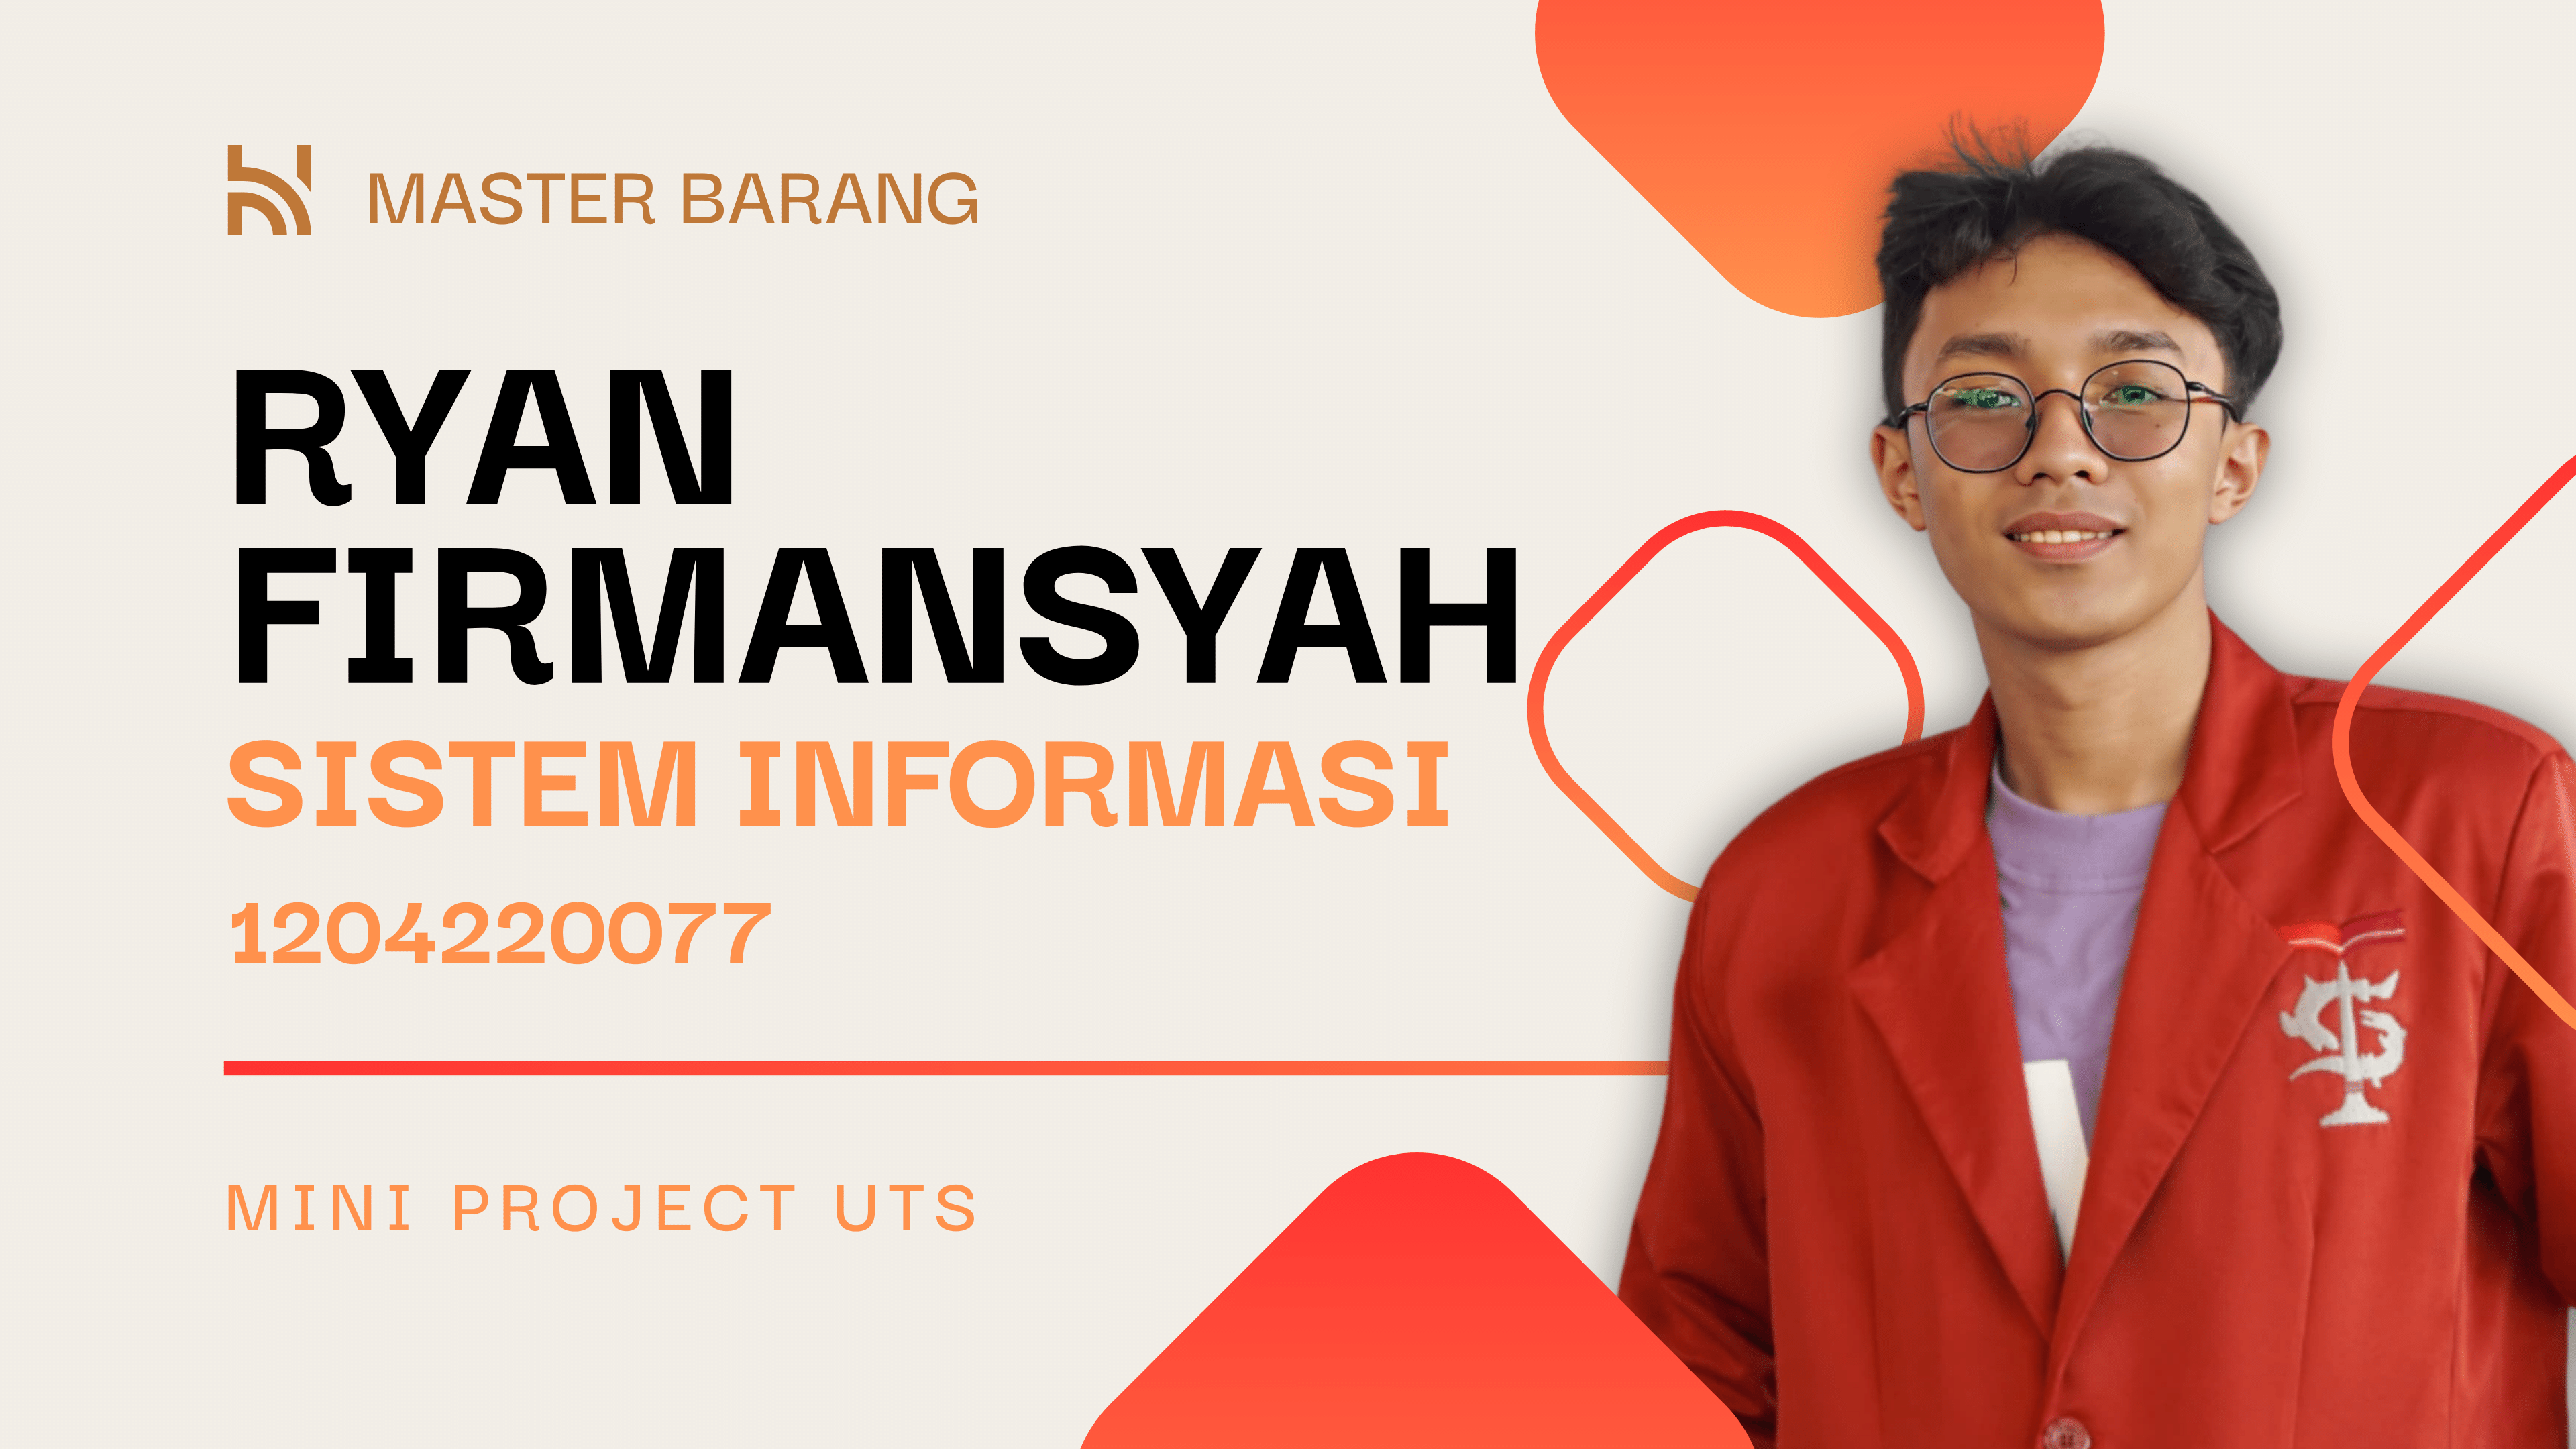 MASTER BARANG
RYAN
FIRMANSYAH
SISTEM INFORMASI
1204220077
MINI PROJECT UTS